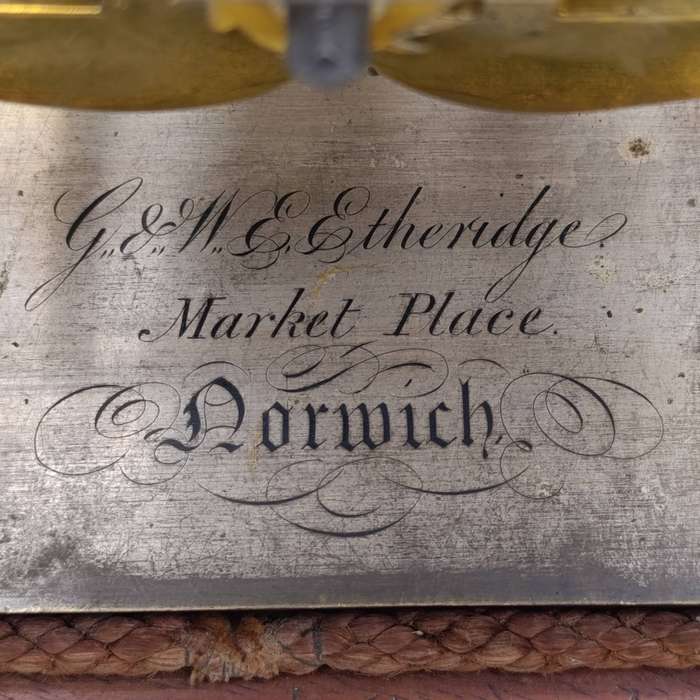 G,, & W,, E, Etheridge.
Market Place.
Norwich.